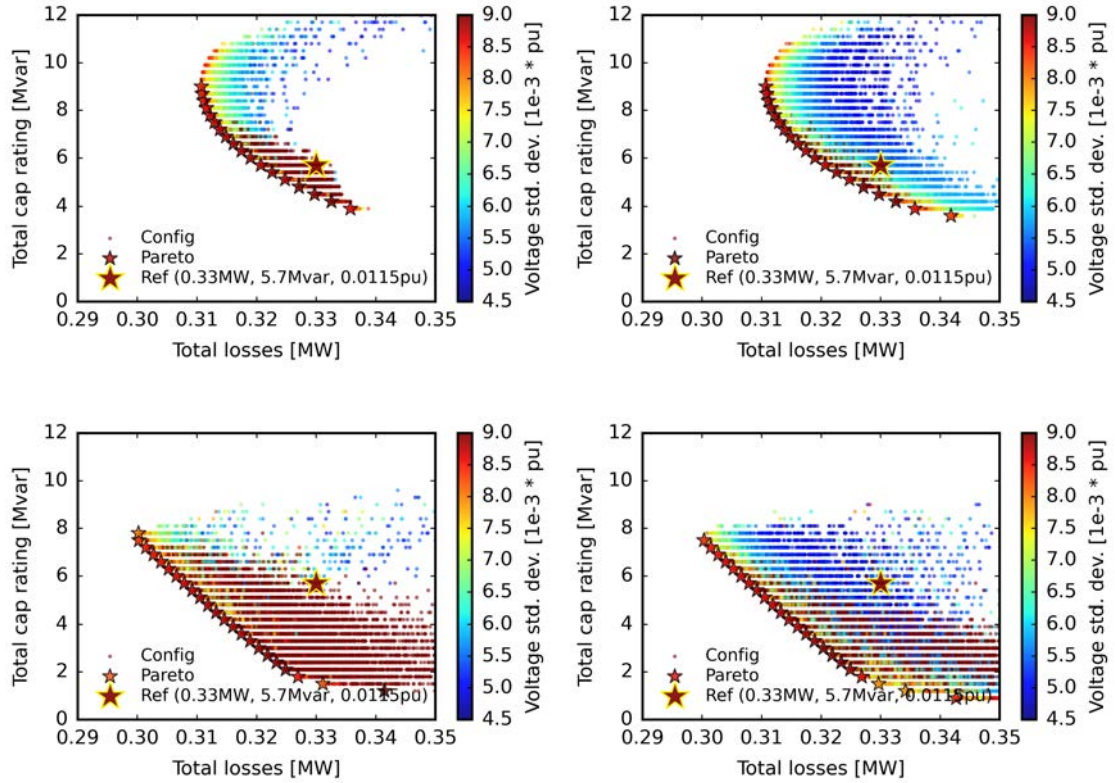 12
10
8
6
4
2
0
Total cap rating [Mvar]
Config
Pareto
Ref (0.33MW, 5.7Mvar, 0.0115pu)
0.29 0.30 0.31 0.32 0.33 0.34 0.35
Total losses [MW]
9.0
8.5
8.0
7.5
7.0
6.5
6.0
5.5
5.0
4.5
Voltage std. dev. [1e-3 * pu]
12
10
8
6
4
2
0
Total cap rating [Mvar]
Config
Pareto
Ref (0.33MW, 5.7Mvar, 0.0115pu)
0.29 0.30 0.31 0.32 0.33 0.34 0.35
Total losses [MW]
9.0
8.5
8.0
7.5
7.0
6.5
6.0
5.5
5.0
4.5
Voltage std. dev. [1e-3 * pu]
12
10
8
6
4
2
0
Total cap rating [Mvar]
Config
Pareto
Ref (0.33MW, 5.7Mvar, 0.0115pu)
0.29 0.30 0.31 0.32 0.33 0.34 0.35
Total losses [MW]
9.0
8.5
8.0
7.5
7.0
6.5
6.0
5.5
5.0
4.5
Voltage std. dev. [1e-3 * pu]
12
10
8
6
4
2
0
Total cap rating [Mvar]
Config
Pareto
Ref (0.33MW, 5.7Mvar, 0.0115pu)
0.29 0.30 0.31 0.32 0.33 0.34 0.35
Total losses [MW]
9.0
8.5
8.0
7.5
7.0
6.5
6.0
5.5
5.0
4.5
Voltage std. dev. [1e-3 * pu]